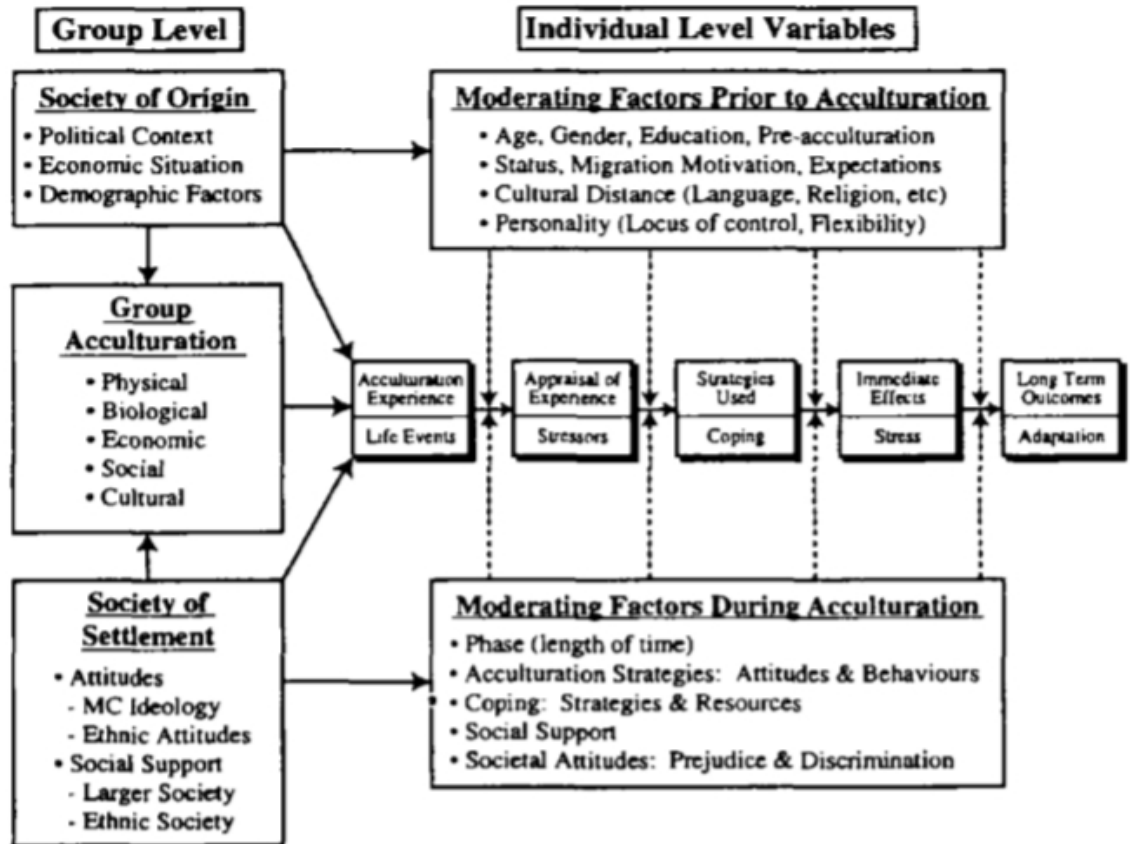 Group Level
Individual Level Variables
Society of Origin
• Political Context
• Economic Situation
• Demographic Factors
Moderating Factors Prior to Acculturation
• Age, Gender, Education, Pre-acculturation
• Status, Migration Motivation, Expectations
• Cultural Distance (Language, Religion, etc)
• Personality (Locus of control, Flexibility)
Group
Acculturation
• Physical
• Biological
• Economic
• Social
• Cultural
Acculturation
Experience
Life Events
Appraisal of
Experience
Stressors
Strategies
Used
Coping
Immediate
Effects
Stress
Long Term
Outcomes
Adaptation
Society of
Settlement
• Attitudes
- MC Ideology
- Ethnic Attitudes
• Social Support
- Larger Society
- Ethnic Society
Moderating Factors During Acculturation
• Phase (length of time)
• Acculturation Strategies: Attitudes & Behaviours
• Coping: Strategies & Resources
• Social Support
• Societal Attitudes: Prejudice & Discrimination